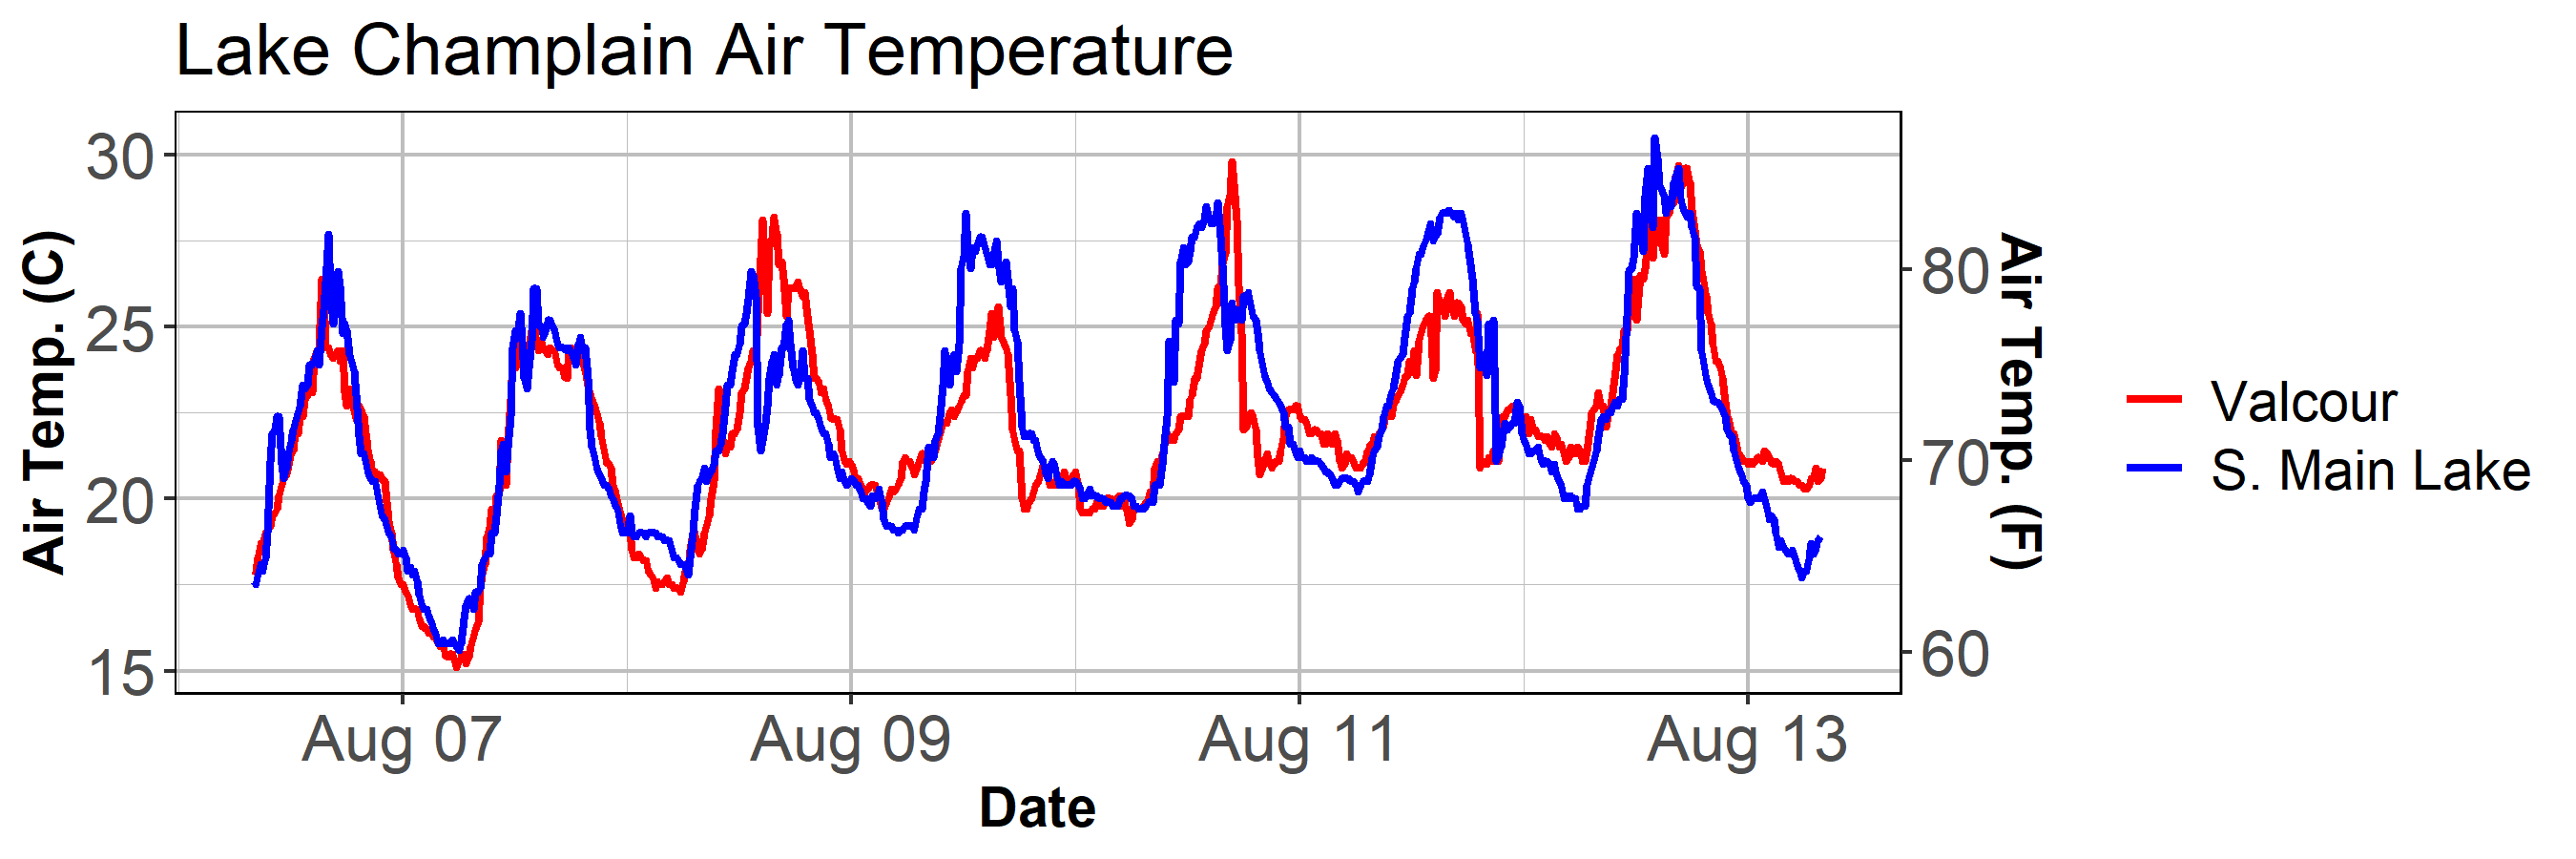 Lake Champlain Air Temperature
Air Temp. (C)
30
25
20
15
Aug 07
Aug 09
Aug 11
Aug 13
Date
80
70
60
Air Temp. (F)
Valcour
S. Main Lake